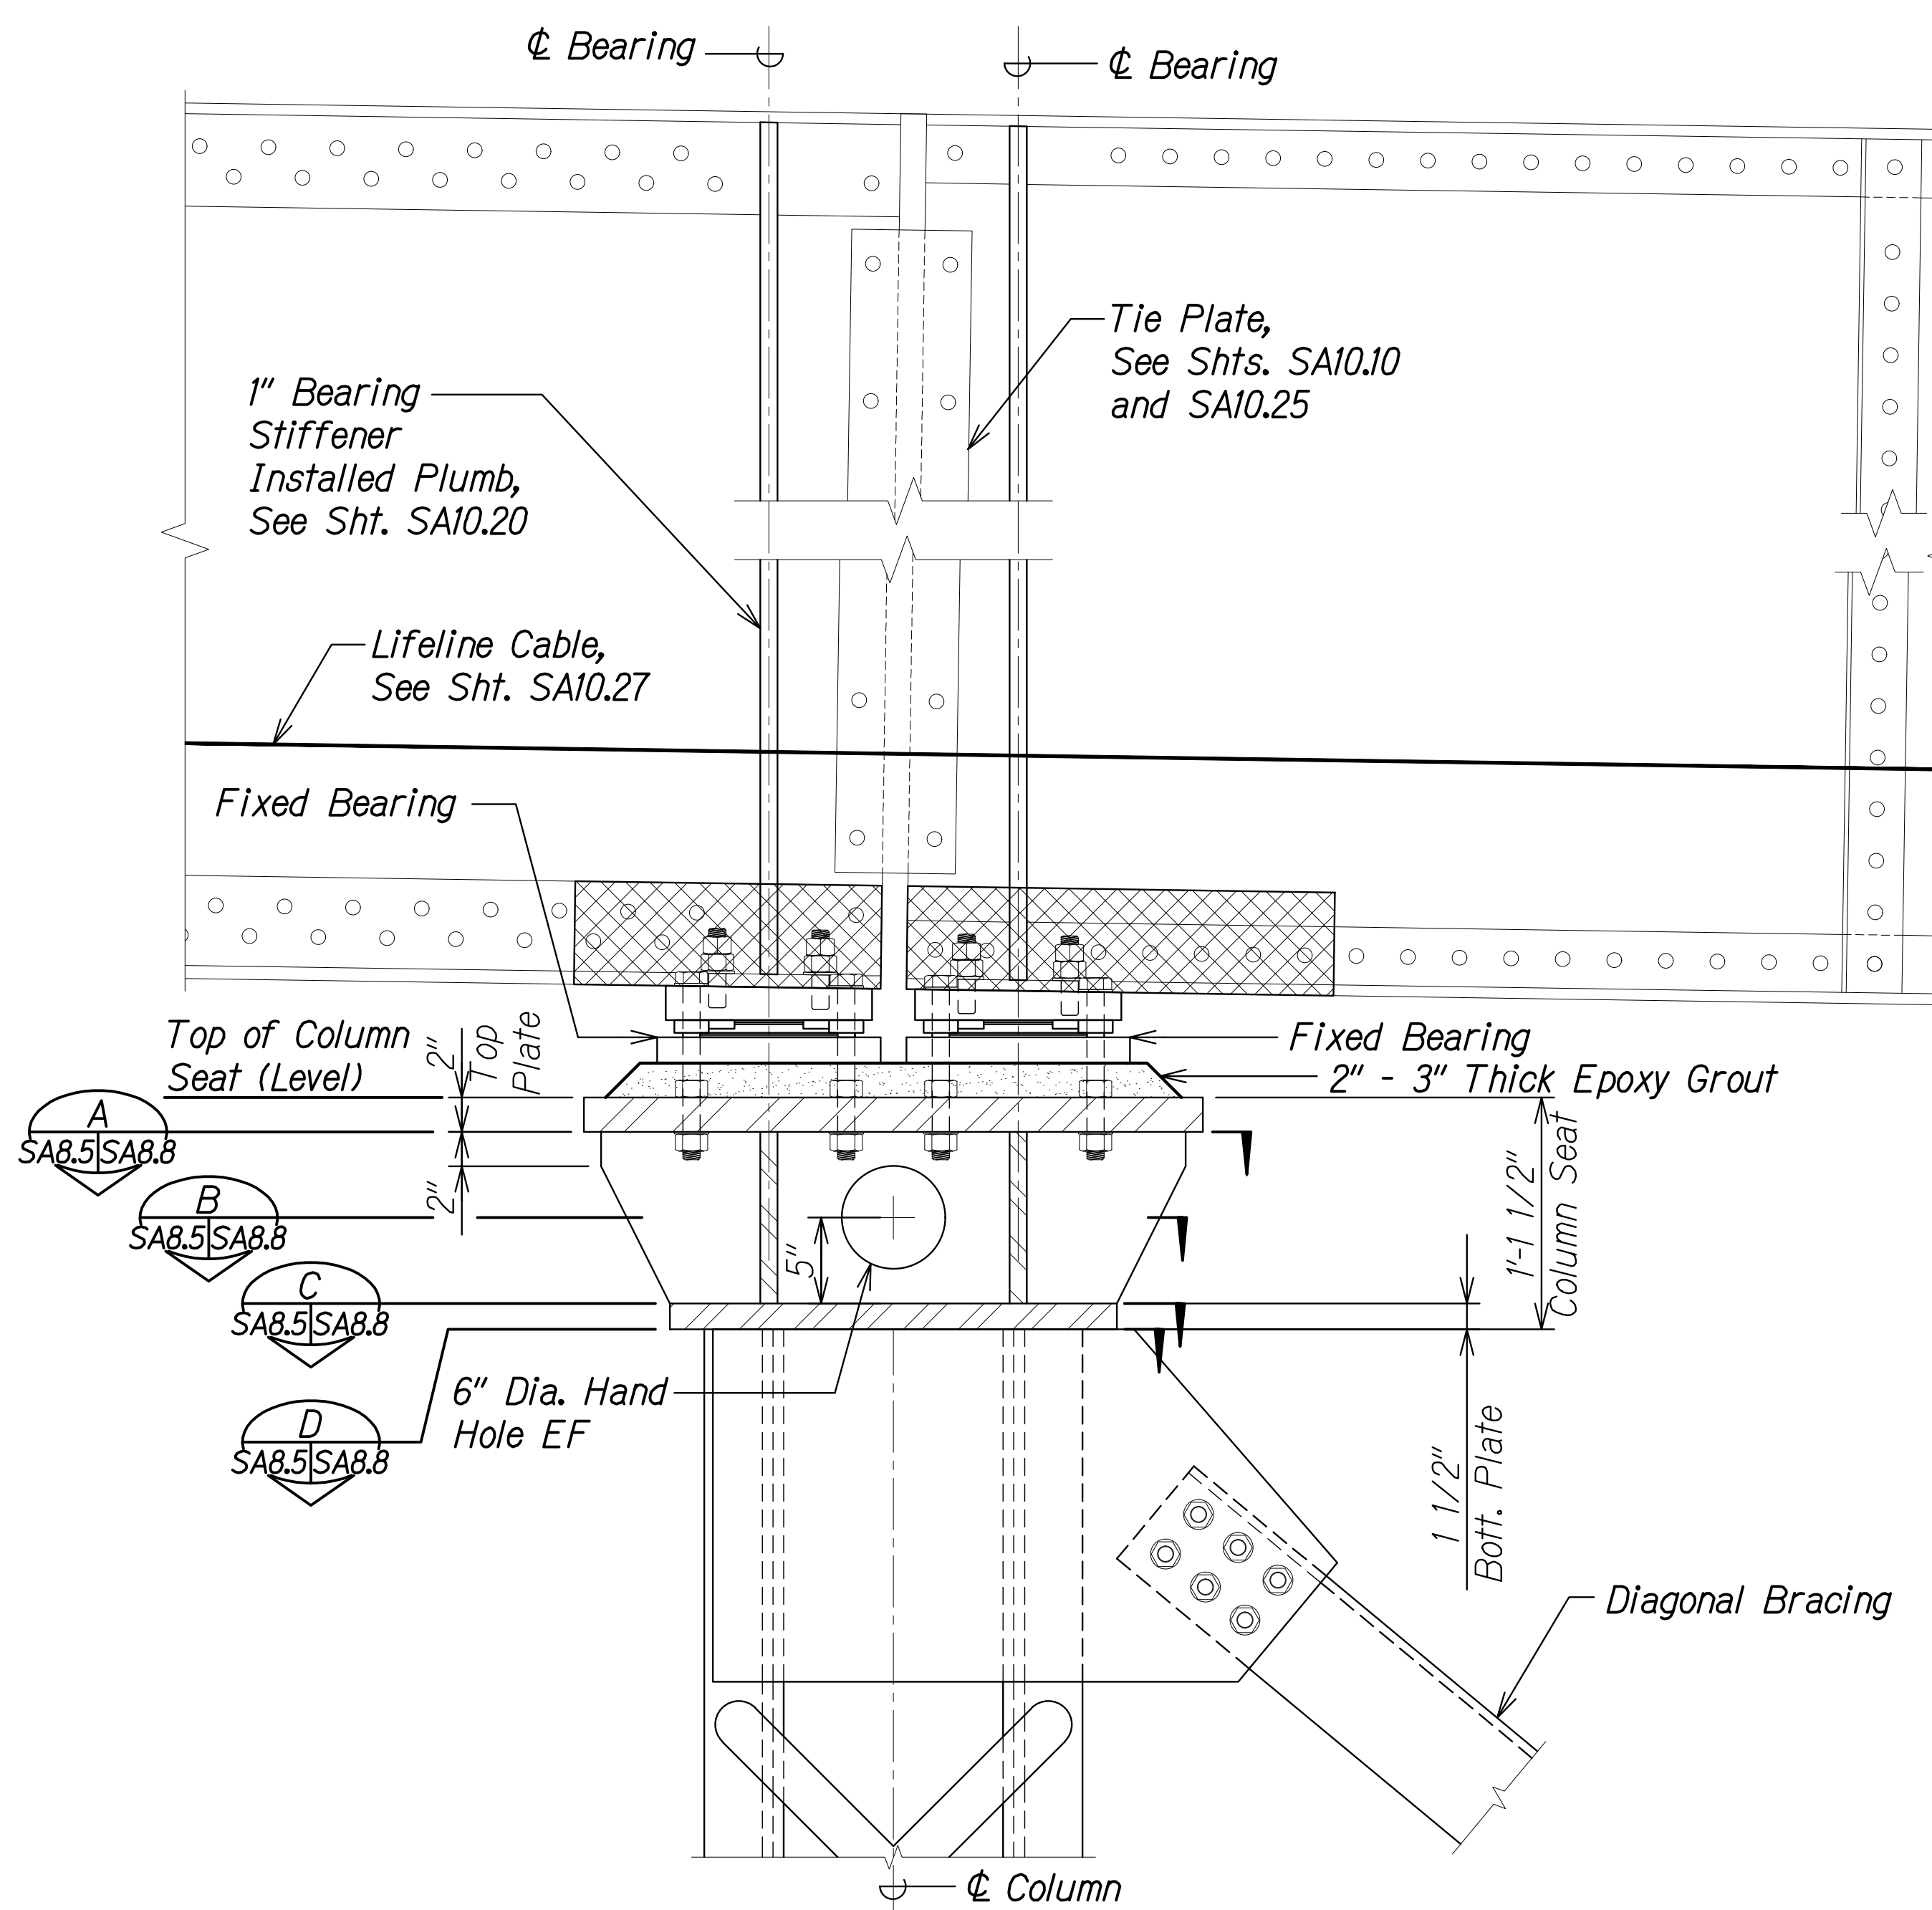 ℄ Bearing
℄ Bearing
Tie Plate,
See Shts. SA10.10
and SA10.25
1" Bearing
Stiffener
Installed Plumb,
See Sht. SA10.20
Lifeline Cable,
See Sht. SA10.27
Fixed Bearing
Top of Column
Seat (Level)
2"
Top
Plate
Fixed Bearing
2" - 3" Thick Epoxy Grout
A
SA8.5 SA8.8
2"
B
SA8.5 SA8.8
5"
1'-1 1/2"
Column Seat
C
SA8.5 SA8.8
6" Dia. Hand
Hole EF
D
SA8.5 SA8.8
1 1/2"
Bott. Plate
Diagonal Bracing
℄ Column